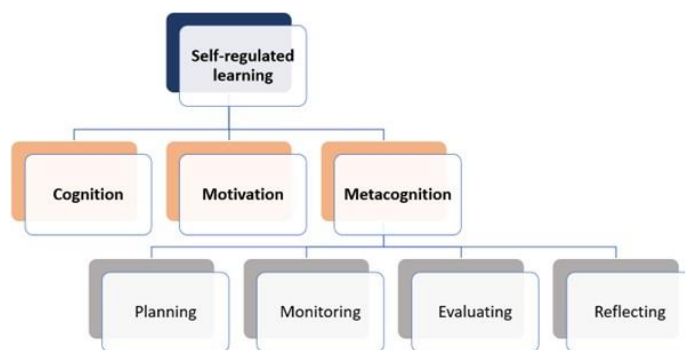 Self-regulated
learning
Cognition
Motivation
Metacognition
Planning
Monitoring
Evaluating
Reflecting